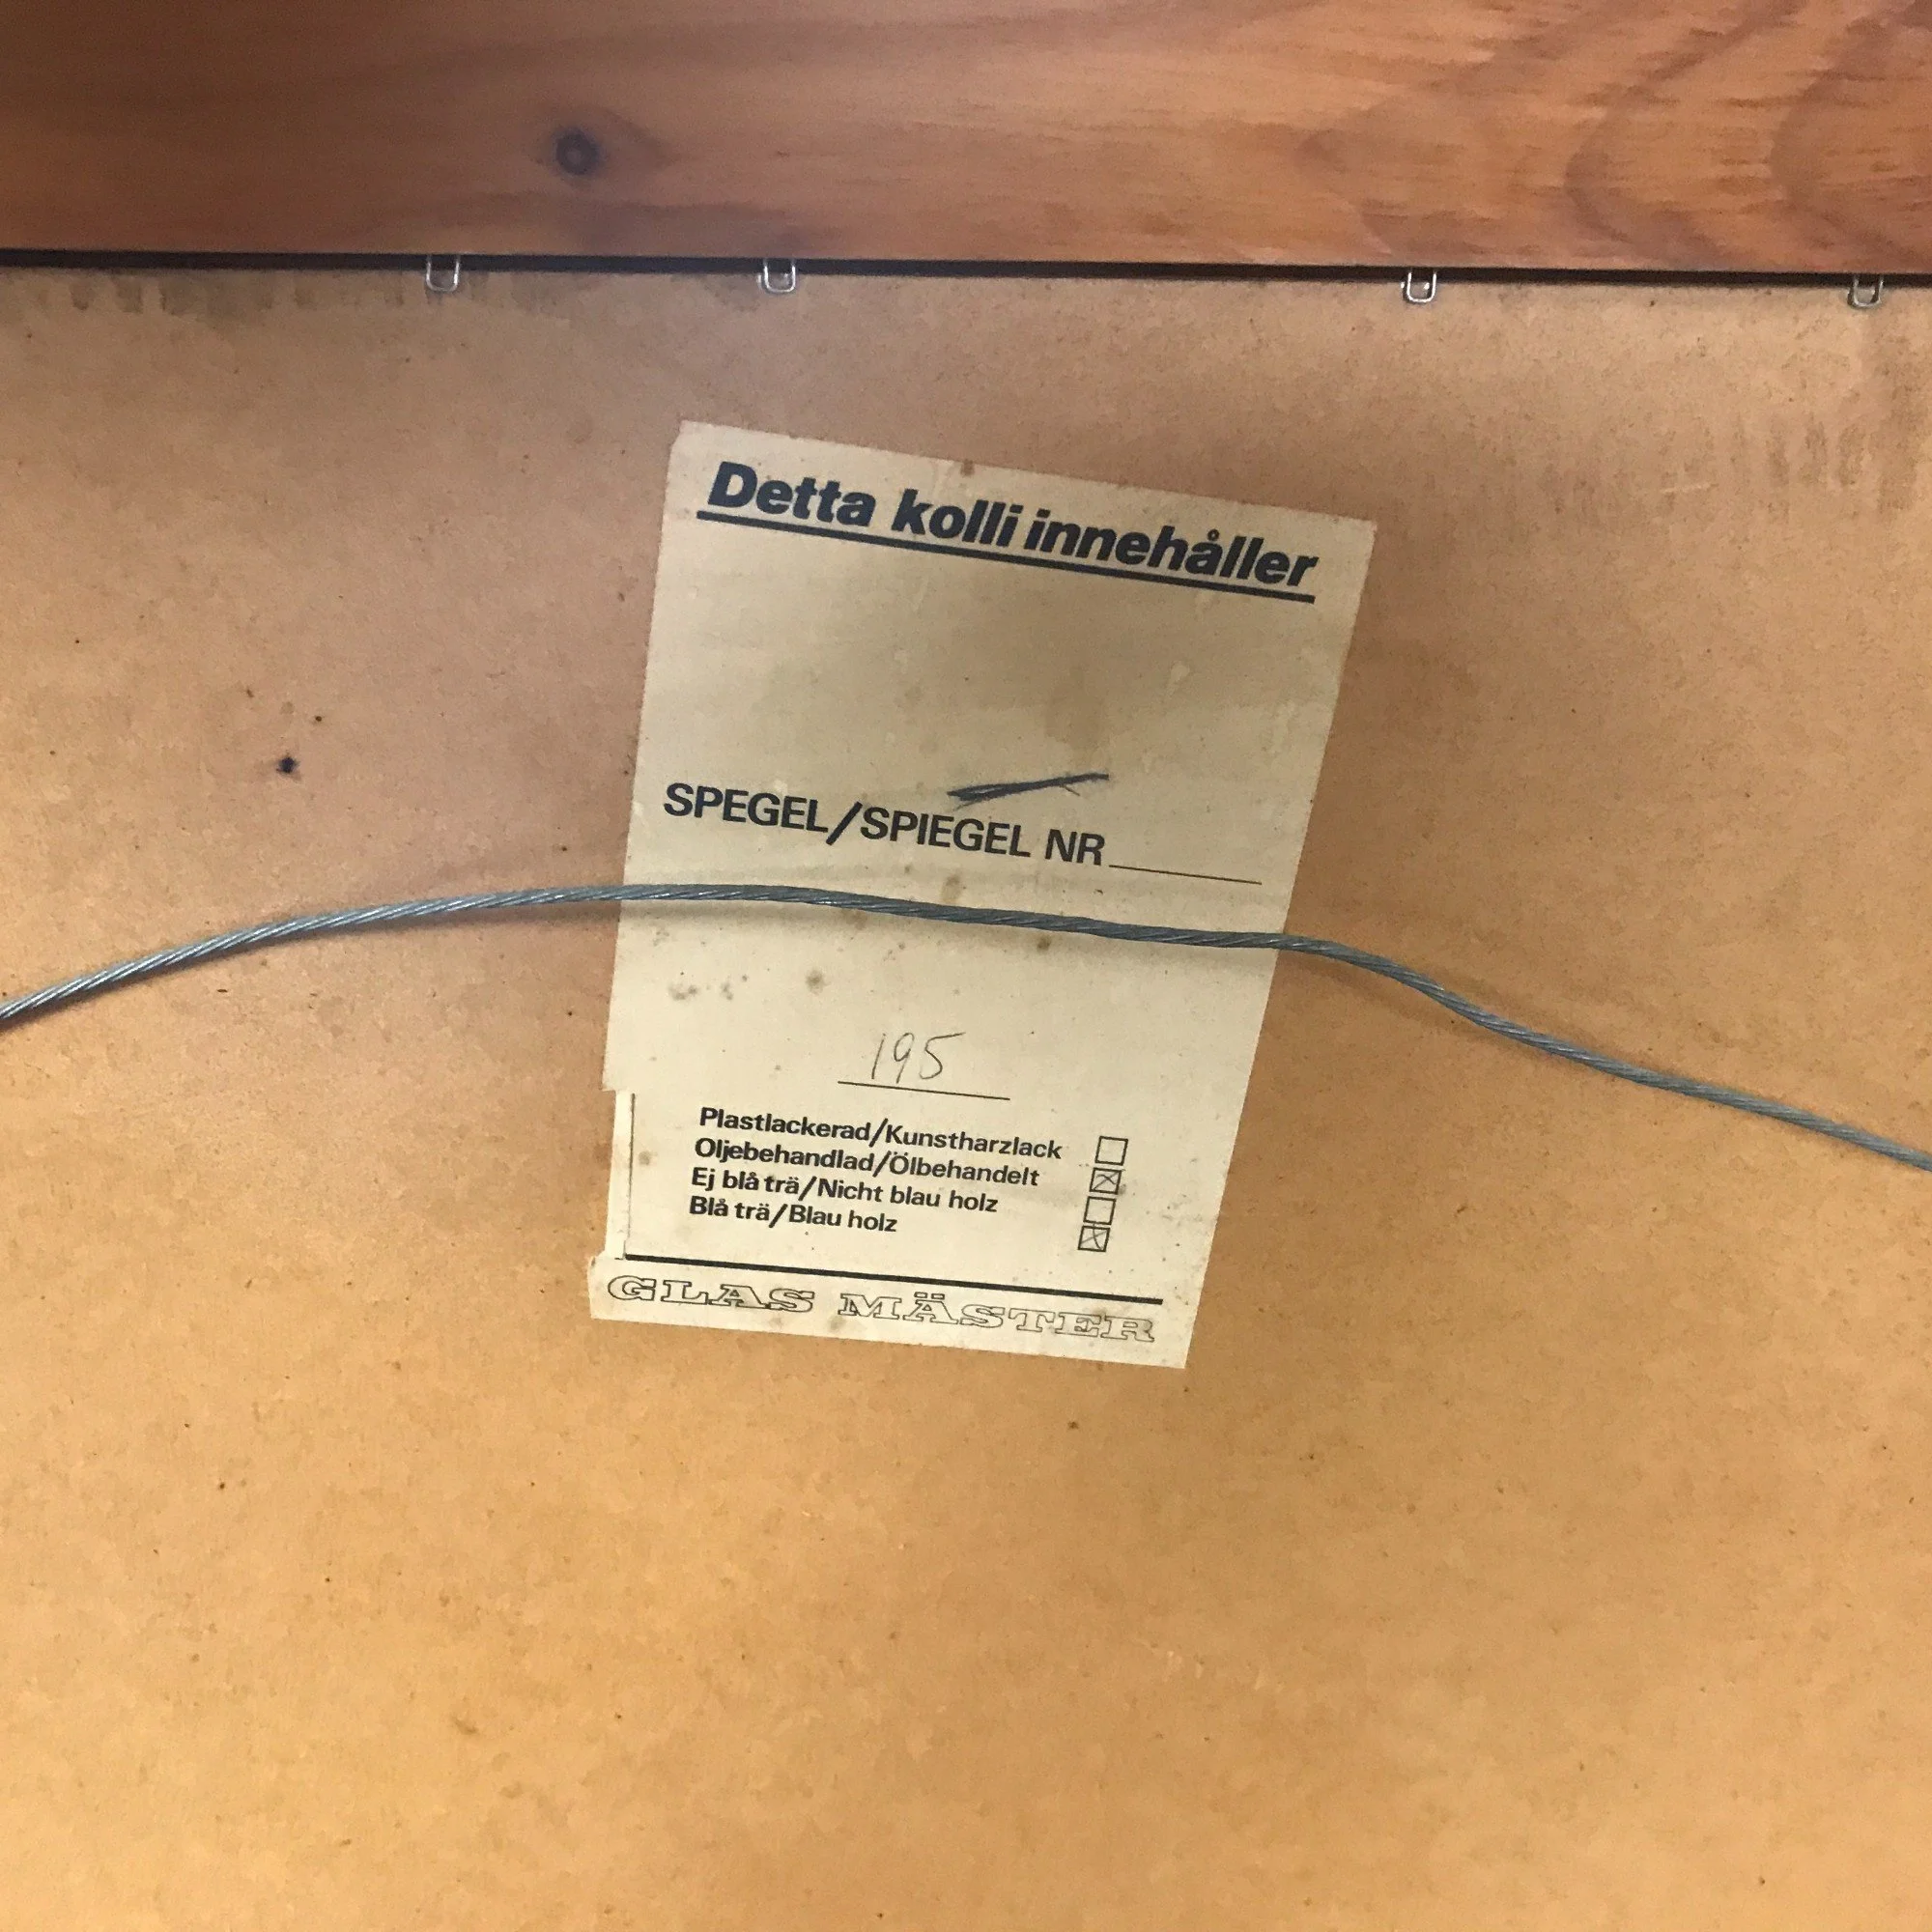 Detta kolli innehåller
SPEGEL/SPIEGEL NR
195
Plastlackerad/Kunstharzlack
Oljebehandlad/Ölbehandelt
Ej blå trä/Nicht blau holz
Blå trä/Blau holz
GLAS MÄSTER